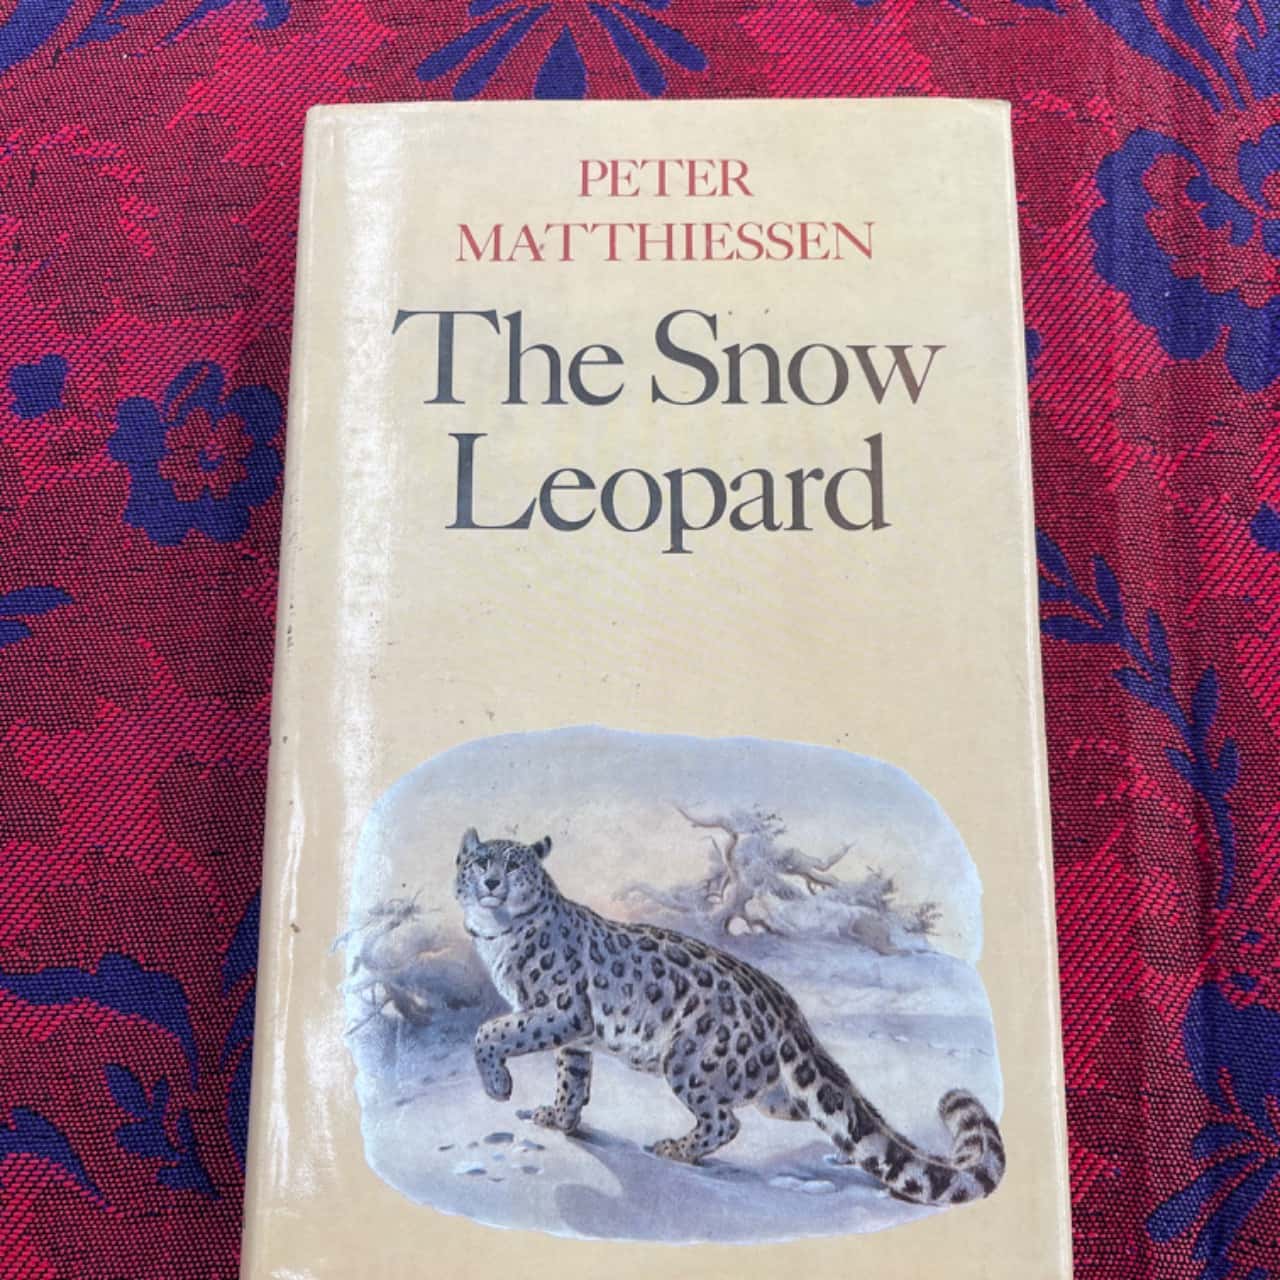 PETER
MATTHIESSEN
The Snow
Leopard